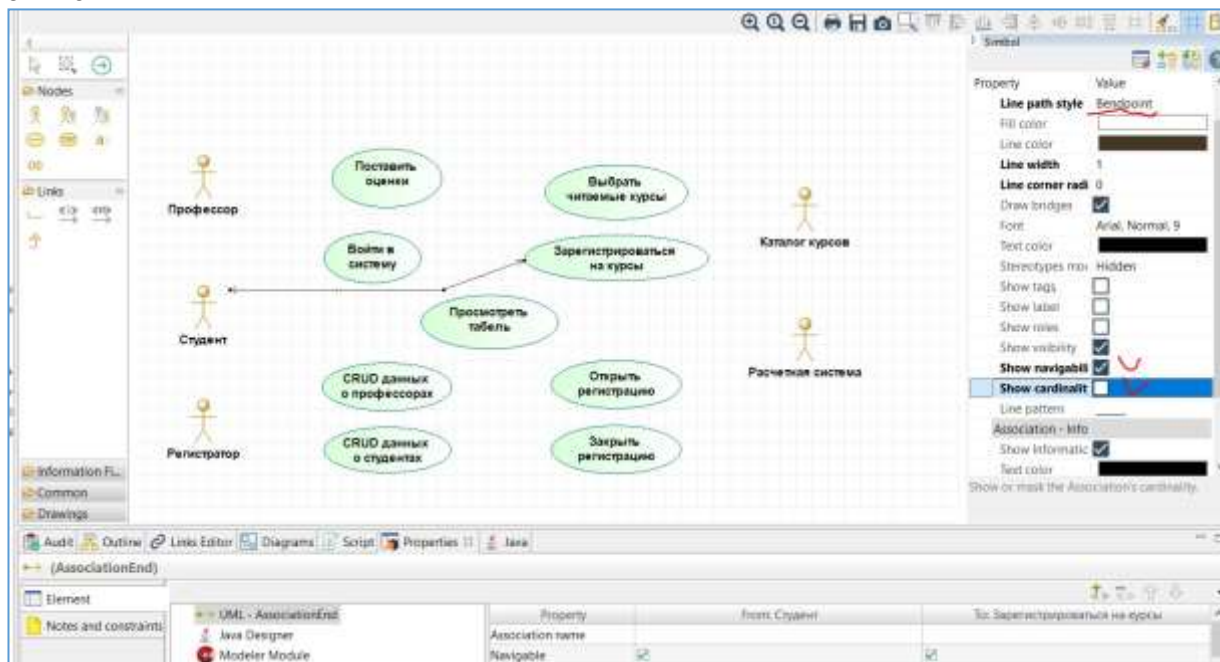 Simbol
Property Value
Nodes
Line path style Bendpoint
Fill color
Line color
Line width 1
Line corner radi 0
Draw bridges
Font Arial, Normal, 9
Text color
Stereotypes mo Hidden
Show tags
Show label
Show roles
Show visibility
Show navigabili
Show cardinalit
Line pattern
Association - Info
Show Informatic
Text color
Show or mask the Association's cardinality.
Links
Поставить
оценки
Выбрать
читаемые курсы
Профессор
Войти в
систему
Зарегистрироваться
на курсы
Каталог курсов
Просмотреть
табель
Студент
CRUD данных
о профессорах
Открыть
регистрацию
Расчетная система
CRUD данных
о студентах
Закрыть
регистрацию
Регистратор
Information Fl...
Common
Drawings
Audit Outline Links Editor Diagrams Script Properties Java
(AssociationEnd)
Element
Notes and constraints
UML - AssociationEnd
Java Designer
Modeler Module
Property From: Студент To: Зарегистрироваться на курсы
Association name
Navigable